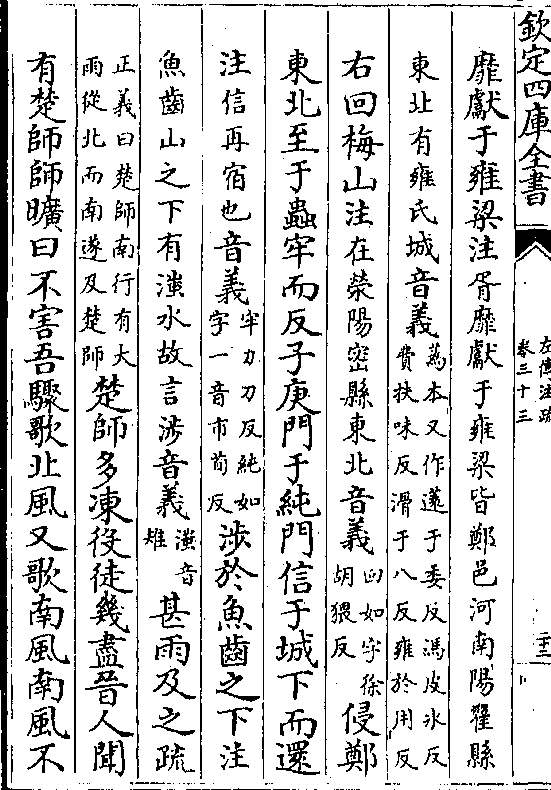 欽定四庫全書
左傳注疏
卷三十三
二十三
靡獻于雍梁注胥靡獻于雍梁皆鄭邑河南陽翟縣
東北有雍氏城音義蒍本又作薳于委反馮皮冰反
費扶味反滑于八反雍於用反
右回梅山注在滎陽密縣東北音義回如字徐
胡猥反侵鄭
東北至于蟲牢而反子庚門于純門信于城下而還
注信再宿也音義牢力刀反純如
字一音市荀反涉於魚齒之下注
魚齒山之下有滍水故言涉音義滍音
雉甚雨及之疏
正義曰楚師南行有大
雨從北而南遂及楚師楚師多凍役徒幾盡晉人聞
有楚師師曠曰不害吾驟歌北風又歌南風南風不